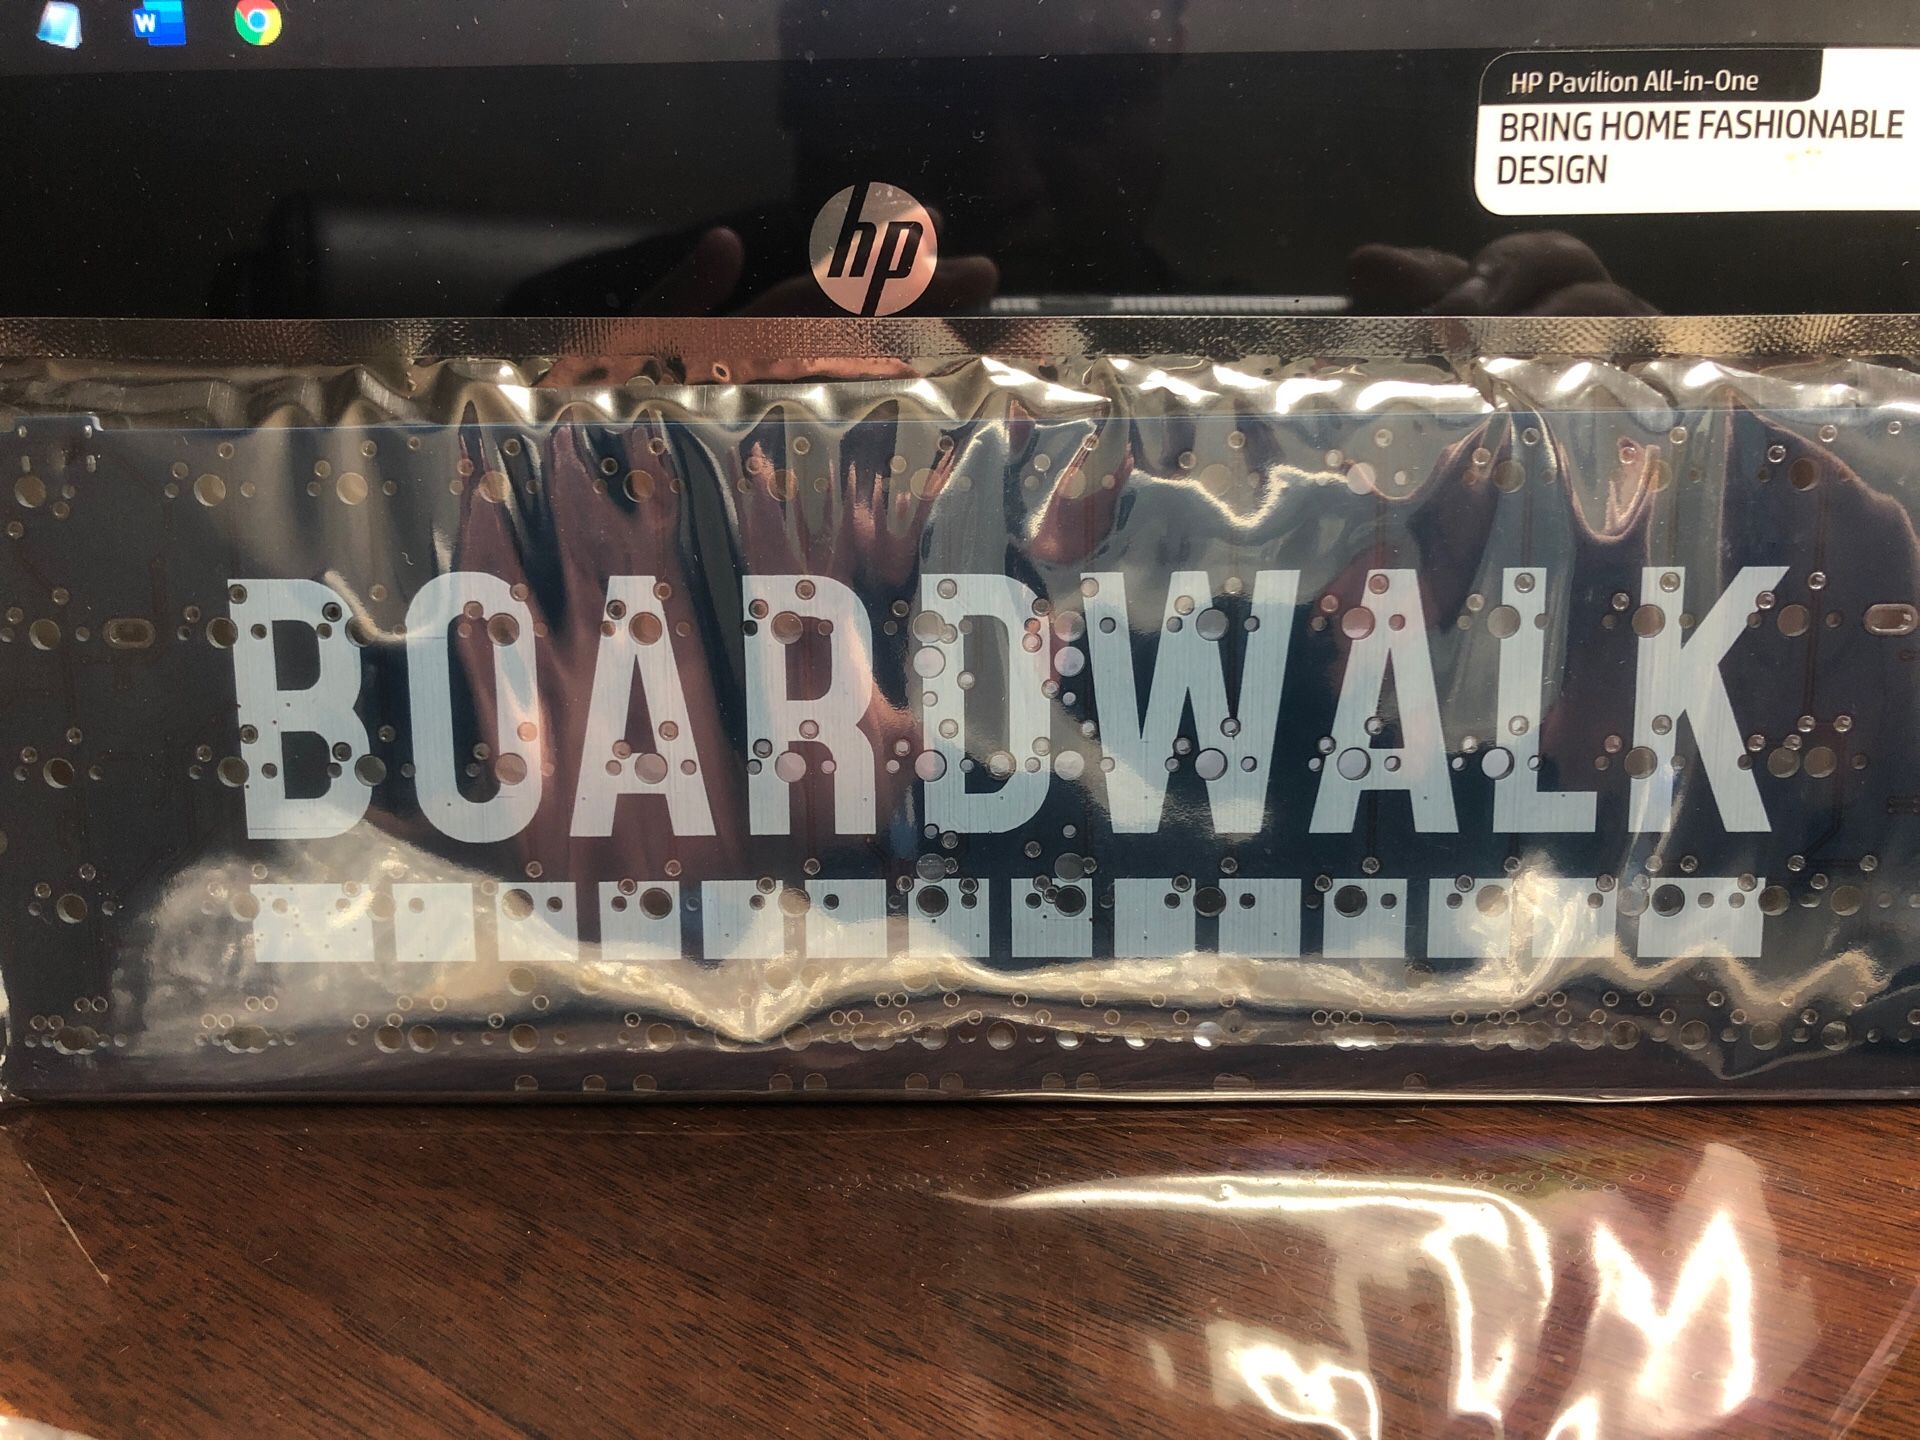 W
HP Pavilion All-in-One
BRING HOME FASHIONABLE
DESIGN
hp
BOARDWALK